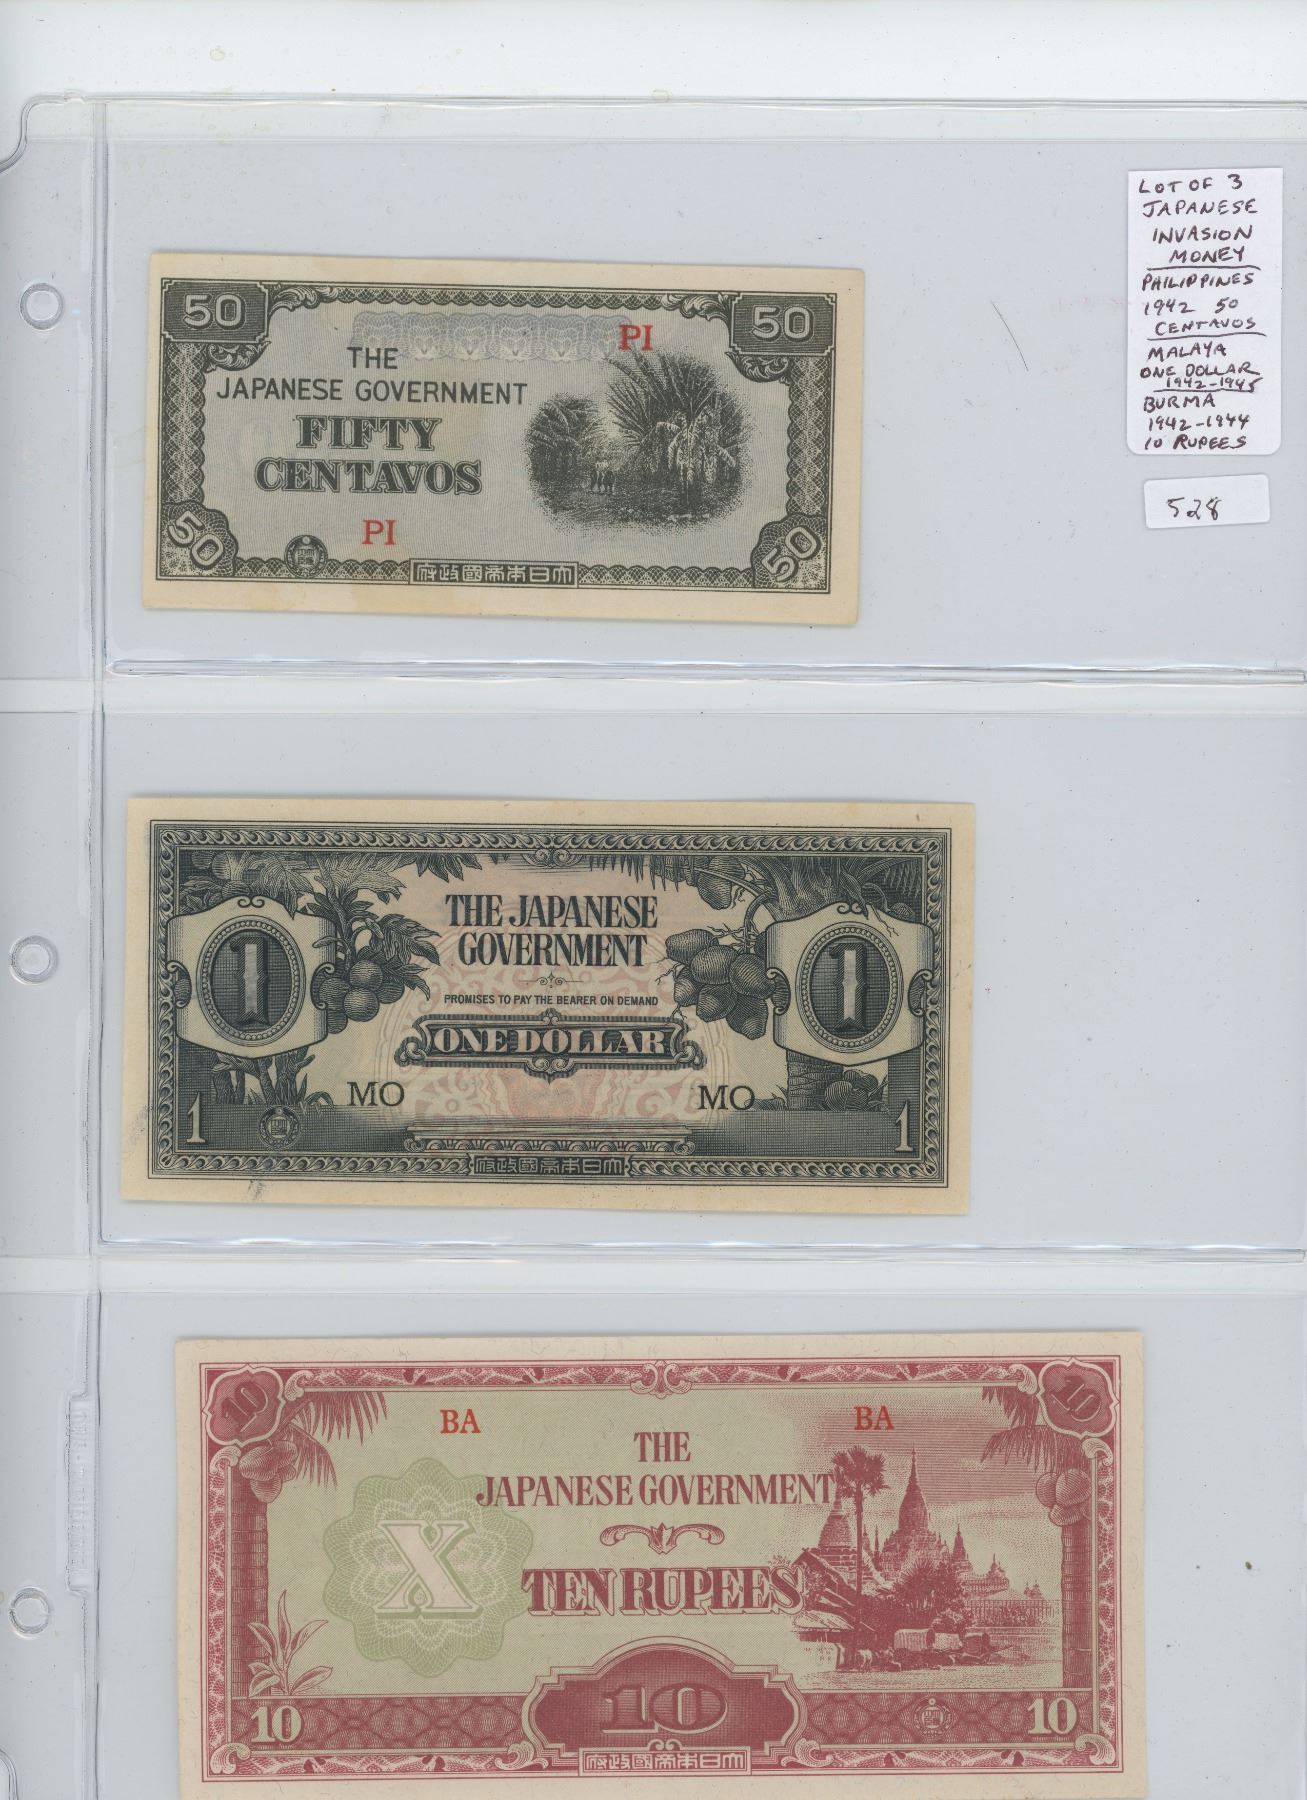 LOT OF 3
JAPANESE
INVASION
MONEY
PHILIPPINES
1942 50
CENTAVOS
MALAYA
ONE DOLLAR
1942-1945
BURMA
1942-1944
10 RUPEES
528
50
50
PI
THE
JAPANESE GOVERNMENT
FIFTY
CENTAVOS
PI
50
50
府政國帝本日大
THE JAPANESE
GOVERNMENT
1
1
PROMISES TO PAY THE BEARER ON DEMAND
ONE DOLLAR
MO
MO
1
1
府政國帝本日大
10
10
BA
BA
THE
JAPANESE GOVERNMENT
X
TEN RUPEES
10
10
10
府政國帝本日大